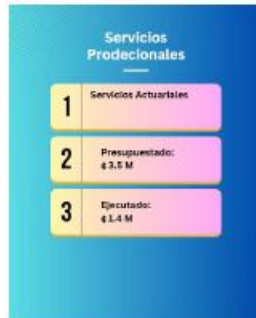 Servicios
Prodecionales
1
Servicios Actuariales
2
Presupuestado:
¢ 3.5 M
3
Ejecutado:
¢ 1.4 M